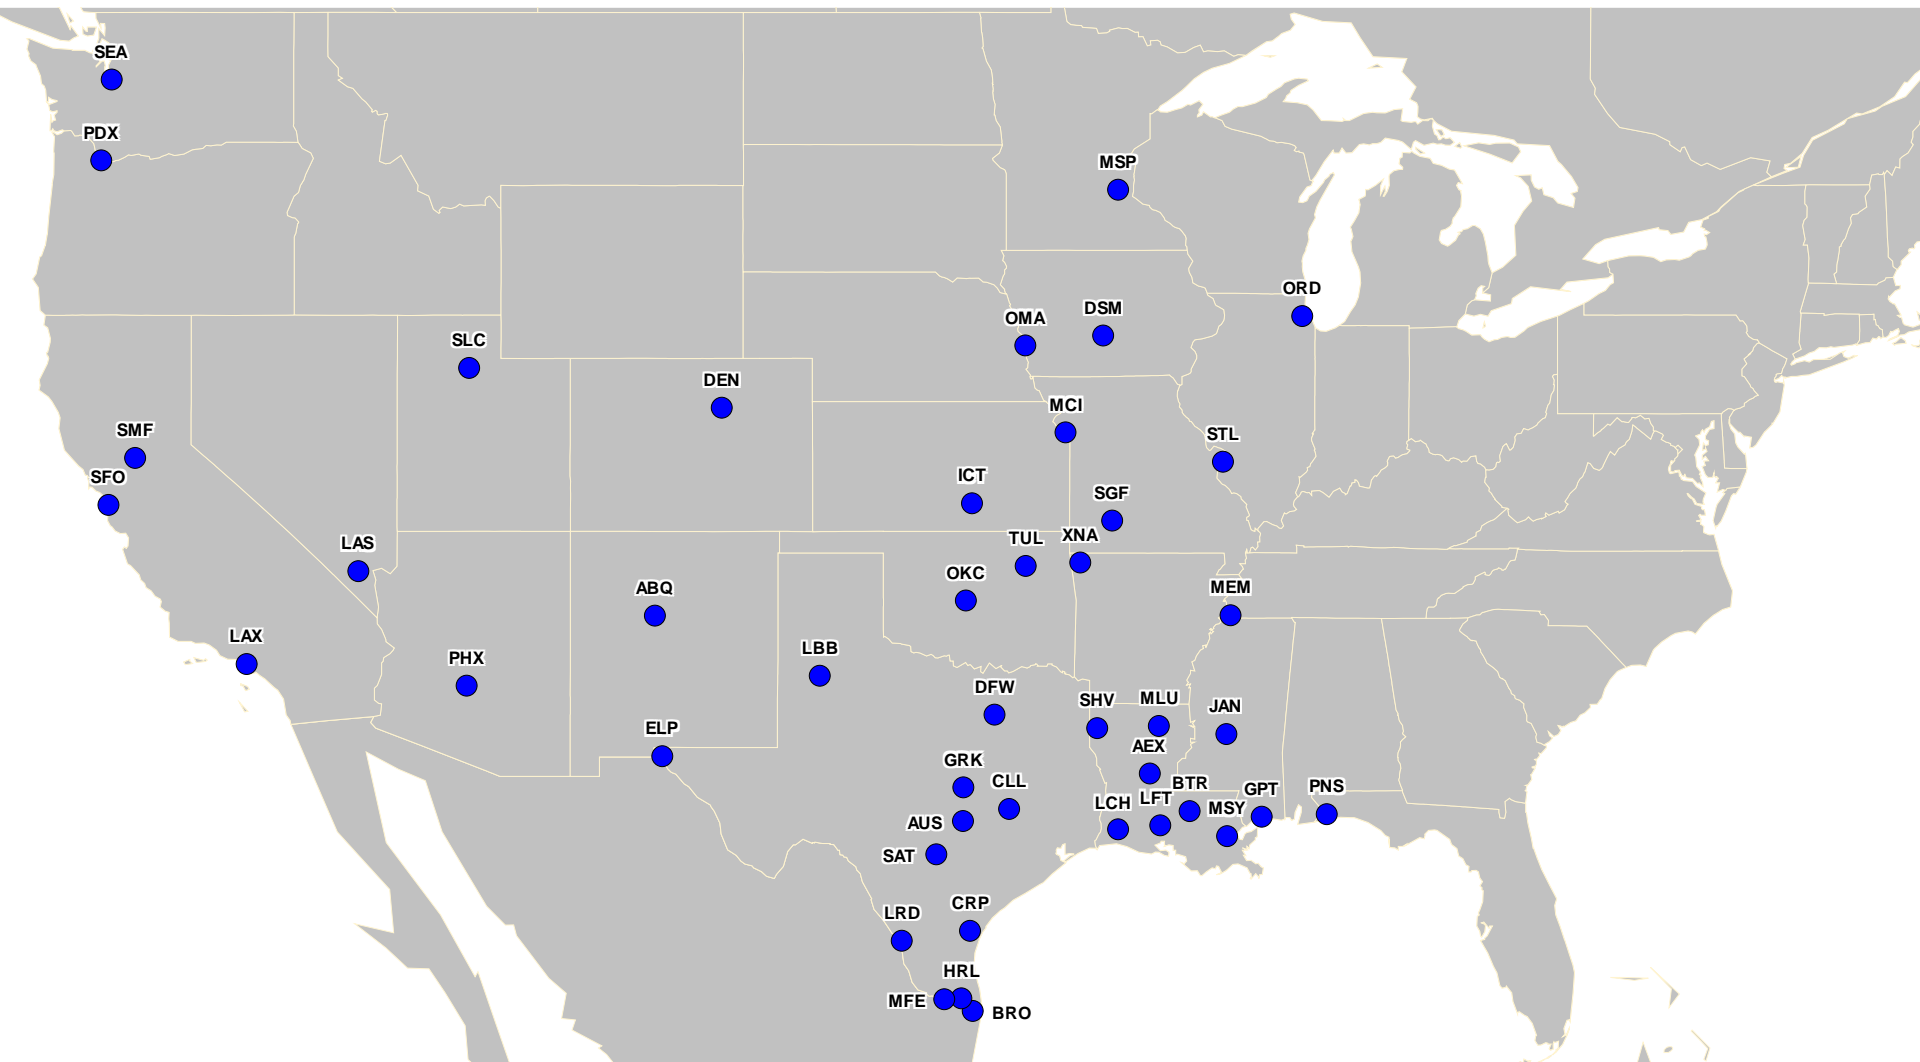 SEA
PDX
MSP
ORD
DSM
OMA
SLC
DEN
MCI
SMF
STL
SFO
ICT
SGF
XNA
TUL
LAS
OKC
ABQ
MEM
LAX
LBB
PHX
DFW
MLU
SHV
JAN
ELP
AEX
GRK
CLL
BTR
PNS
GPT
LFT
LCH
MSY
AUS
SAT
CRP
LRD
HRL
MFE
BRO